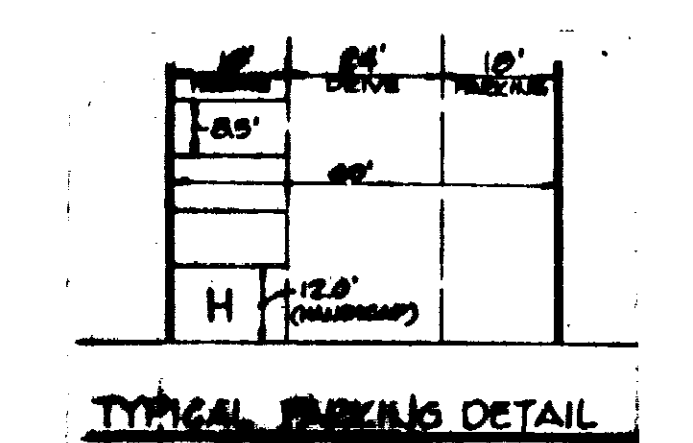 18' 24' 18'
PARKING DRIVE PARKING
8.5'
60'
H
12.0'
(HANDICAP)
TYPICAL PARKING DETAIL